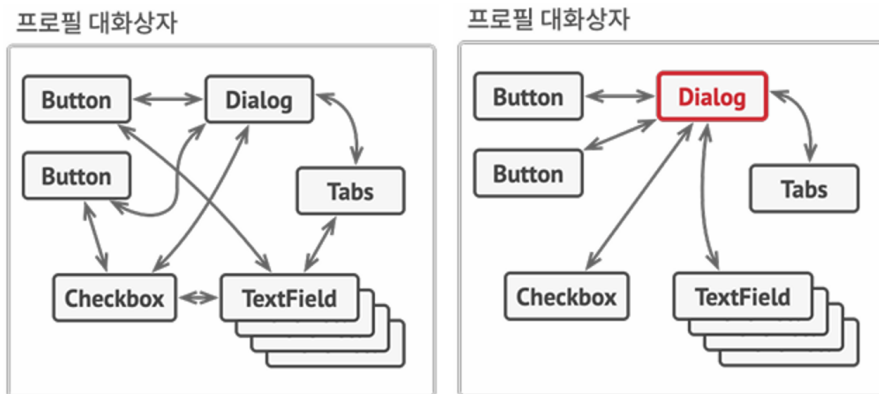 프로필 대화상자
Button
Dialog
Button
Tabs
Checkbox
TextField
프로필 대화상자
Button
Dialog
Button
Tabs
Checkbox
TextField